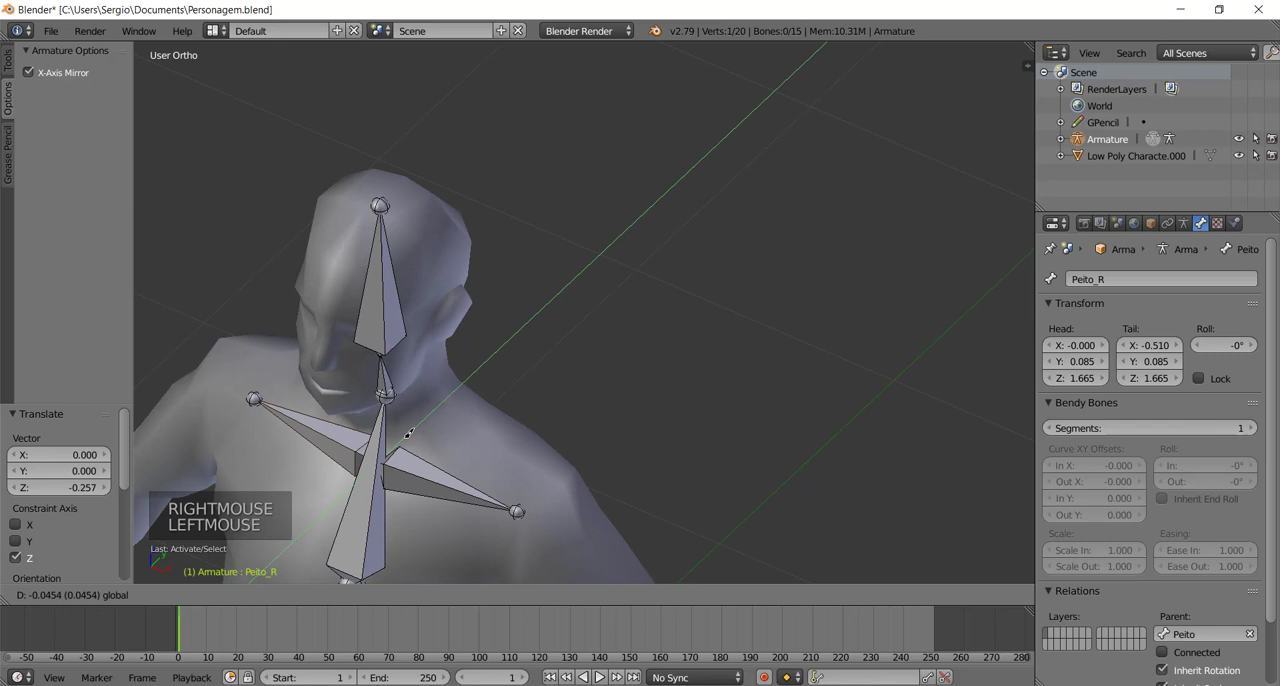 Blender* [C:\Users\Sergio\Documents\Personagem.blend]
File Render Window Help Default Scene Blender Render v2.79 | Verts:1/20 | Bones:0/15 | Mem:10.31M | Armature
View Search All Scenes
Armature Options
X-Axis Mirror
Tools
Options
Grease Pencil
User Ortho
Scene
RenderLayers
World
GPencil
Armature
Low Poly Characte.000
Arma Arma Peito
Peito_R
Transform
Head: Tail: Roll:
X: -0.000 X: -0.510 -0°
Y: 0.085 Y: 0.085
Z: 1.665 Z: 1.665 Lock
Bendy Bones
Segments: 1
Curve XY Offsets: Roll:
In X: -0.000 In: -0°
Out X: -0.000 Out: -0°
In Y: 0.000 Inherit End Roll
Out Y: 0.000
Scale: Easing:
Scale In: 1.000 Ease In: 1.000
Scale Out: 1.000 Ease Out: 1.000
Relations
Layers: Parent:
Peito
Connected
Inherit Rotation
Translate
Vector
X: 0.000
Y: 0.000
Z: -0.257
Constraint Axis
X
Y
Z
Orientation
RIGHTMOUSE
LEFTMOUSE
Last: Activate/Select
(1) Armature : Peito_R
D: -0.0454 (0.0454) global
-50 -40 -30 -20 -10 0 10 20 30 40 50 60 70 80 90 100 110 120 130 140 150 160 170 180 190 200 210 220 230 240 250 260 270 280
View Marker Frame Playback Start: 1 End: 250 1 No Sync